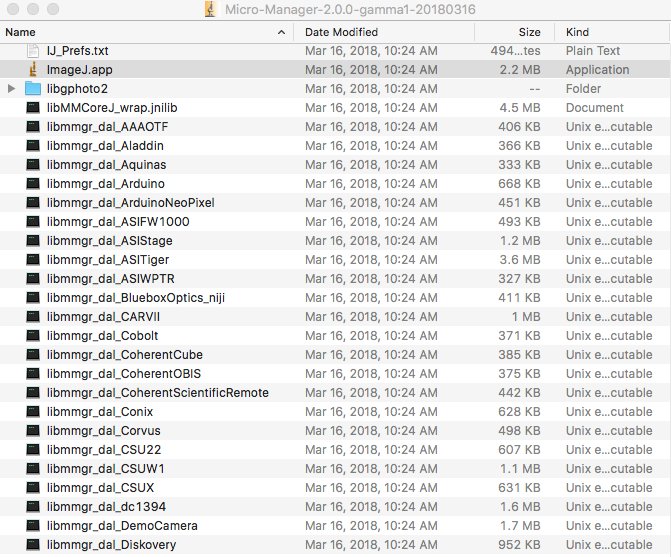 Micro-Manager-2.0.0-gamma1-20180316
Name Date Modified Size Kind
IJ_Prefs.txt Mar 16, 2018, 10:24 AM 494...tes Plain Text
ImageJ.app Mar 16, 2018, 10:24 AM 2.2 MB Application
libgphoto2 Mar 16, 2018, 10:24 AM -- Folder
libMMCoreJ_wrap.jnilib Mar 16, 2018, 10:24 AM 4.5 MB Document
libmmgr_dal_AAAOTF Mar 16, 2018, 10:24 AM 406 KB Unix e...cutable
libmmgr_dal_Aladdin Mar 16, 2018, 10:24 AM 366 KB Unix e...cutable
libmmgr_dal_Aquinas Mar 16, 2018, 10:24 AM 333 KB Unix e...cutable
libmmgr_dal_Arduino Mar 16, 2018, 10:24 AM 668 KB Unix e...cutable
libmmgr_dal_ArduinoNeoPixel Mar 16, 2018, 10:24 AM 451 KB Unix e...cutable
libmmgr_dal_ASIFW1000 Mar 16, 2018, 10:24 AM 493 KB Unix e...cutable
libmmgr_dal_ASIStage Mar 16, 2018, 10:24 AM 1.2 MB Unix e...cutable
libmmgr_dal_ASITiger Mar 16, 2018, 10:24 AM 3.6 MB Unix e...cutable
libmmgr_dal_ASIWPTR Mar 16, 2018, 10:24 AM 327 KB Unix e...cutable
libmmgr_dal_BlueboxOptics_niji Mar 16, 2018, 10:24 AM 411 KB Unix e...cutable
libmmgr_dal_CARVII Mar 16, 2018, 10:24 AM 1 MB Unix e...cutable
libmmgr_dal_Cobolt Mar 16, 2018, 10:24 AM 371 KB Unix e...cutable
libmmgr_dal_CoherentCube Mar 16, 2018, 10:24 AM 385 KB Unix e...cutable
libmmgr_dal_CoherentOBIS Mar 16, 2018, 10:24 AM 375 KB Unix e...cutable
libmmgr_dal_CoherentScientificRemote Mar 16, 2018, 10:24 AM 442 KB Unix e...cutable
libmmgr_dal_Conix Mar 16, 2018, 10:24 AM 628 KB Unix e...cutable
libmmgr_dal_Corvus Mar 16, 2018, 10:24 AM 498 KB Unix e...cutable
libmmgr_dal_CSU22 Mar 16, 2018, 10:24 AM 607 KB Unix e...cutable
libmmgr_dal_CSUW1 Mar 16, 2018, 10:24 AM 1.1 MB Unix e...cutable
libmmgr_dal_CSUX Mar 16, 2018, 10:24 AM 631 KB Unix e...cutable
libmmgr_dal_dc1394 Mar 16, 2018, 10:24 AM 1.6 MB Unix e...cutable
libmmgr_dal_DemoCamera Mar 16, 2018, 10:24 AM 1.7 MB Unix e...cutable
libmmgr_dal_Diskovery Mar 16, 2018, 10:24 AM 952 KB Unix e...cutable